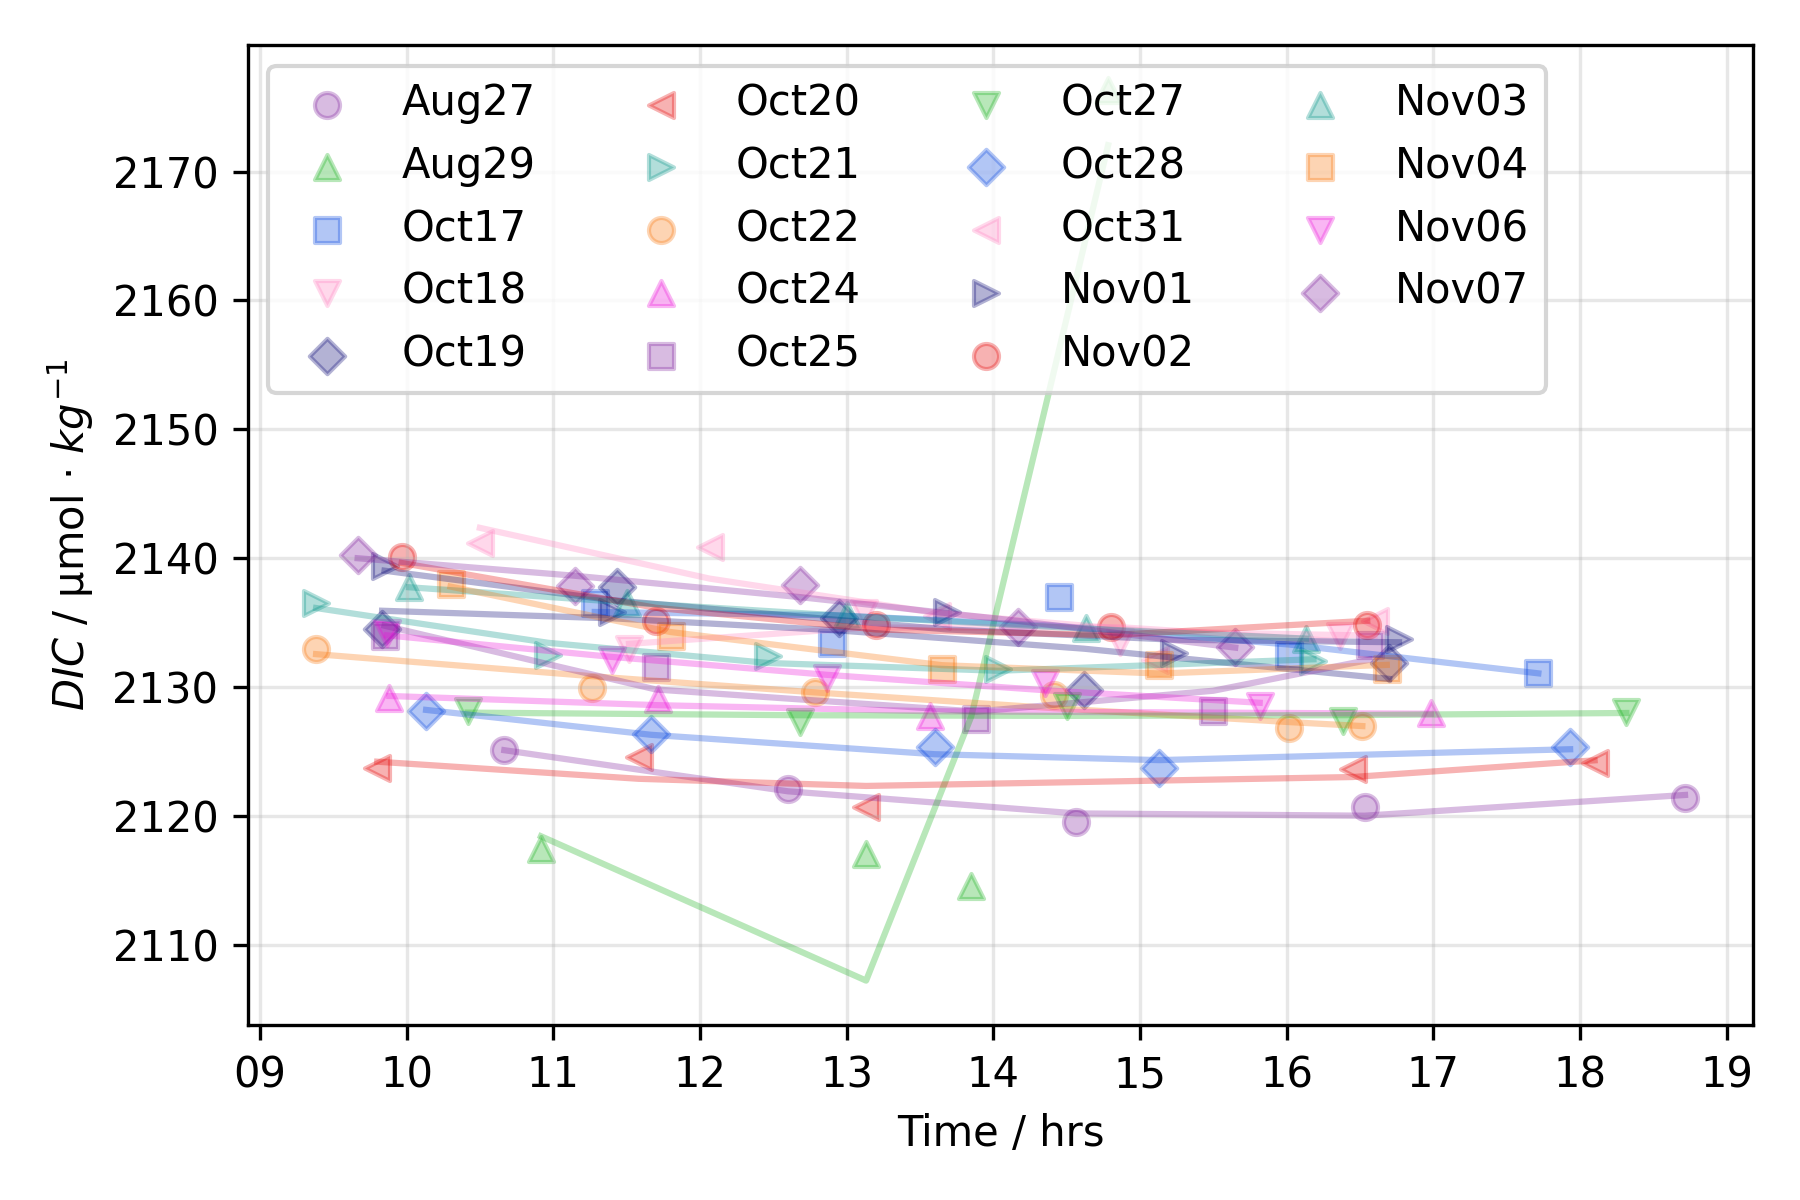 Aug27 Oct20 Oct27 Nov03
Aug29 Oct21 Oct28 Nov04
Oct17 Oct22 Oct31 Nov06
Oct18 Oct24 Nov01 Nov07
Oct19 Oct25 Nov02
2170
2160
2150
2140
2130
2120
2110
DIC / µmol · kg⁻¹
09 10 11 12 13 14 15 16 17 18 19
Time / hrs